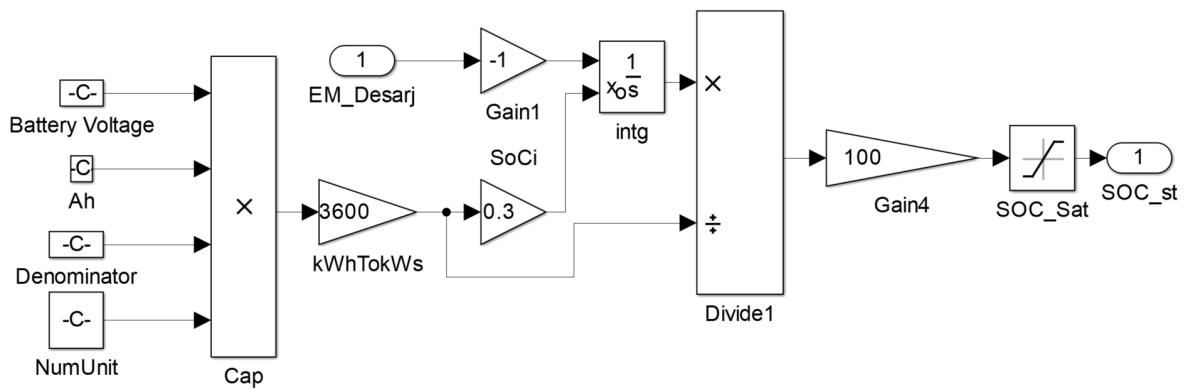 -C-
Battery Voltage
-C
Ah
-C-
Denominator
-C-
NumUnit
×
Cap
3600
kWhTokWs
1
EM_Desarj
-1
Gain1
SoCi
0.3
1
s
xo
intg
×
÷
Divide1
100
Gain4
SOC_Sat
1
SOC_st